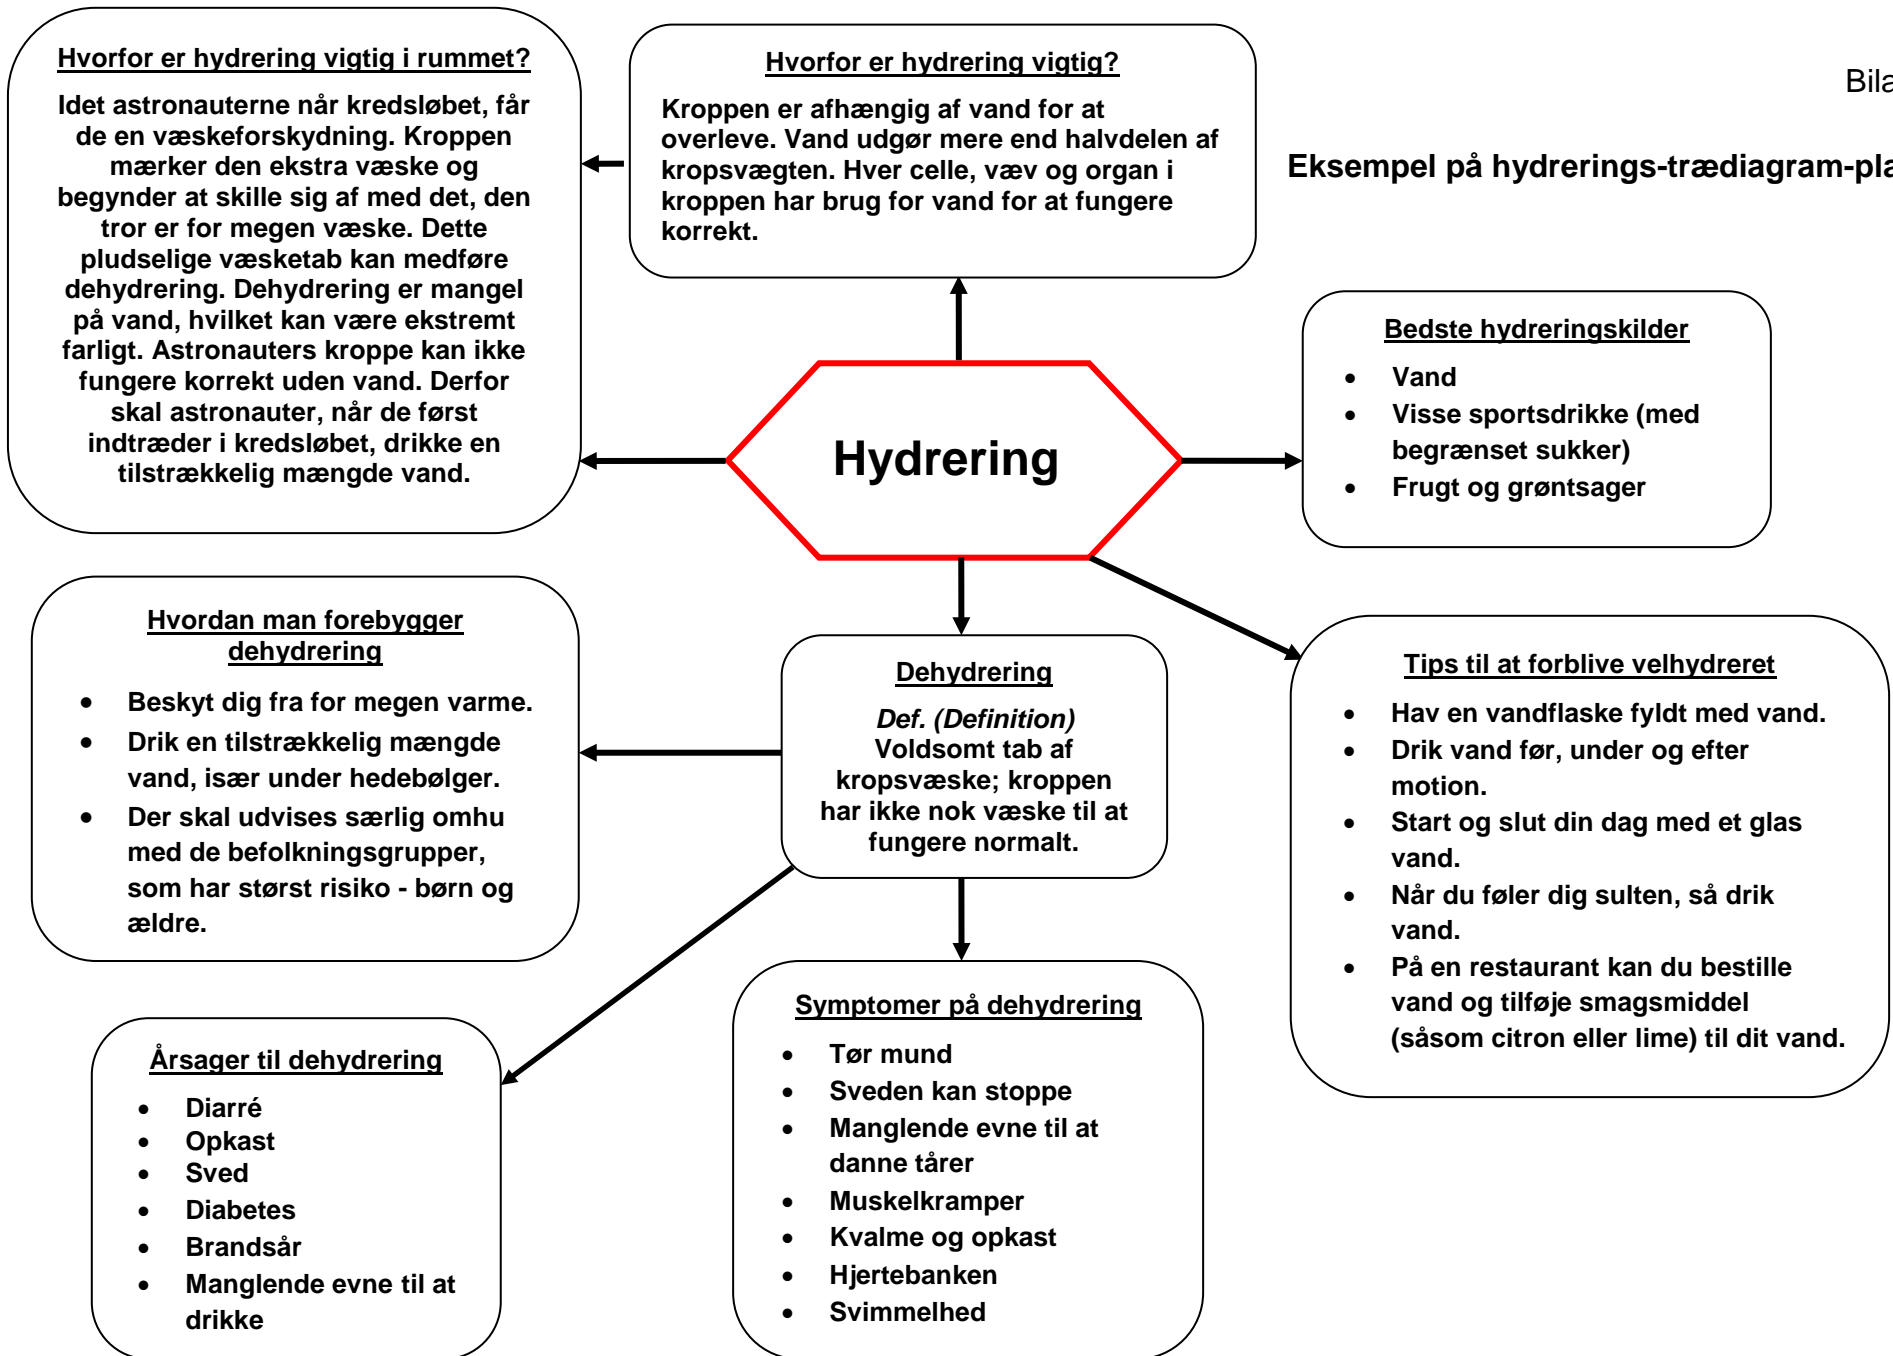 Hvorfor er hydrering vigtig i rummet?
Idet astronauterne når kredsløbet, får
de en væskeforskydning. Kroppen
mærker den ekstra væske og
begynder at skille sig af med det, den
tror er for megen væske. Dette
pludselige væsketab kan medføre
dehydrering. Dehydrering er mangel
på vand, hvilket kan være ekstremt
farligt. Astronauters kroppe kan ikke
fungere korrekt uden vand. Derfor
skal astronauter, når de først
indtræder i kredsløbet, drikke en
tilstrækkelig mængde vand.
Hvorfor er hydrering vigtig?
Kroppen er afhængig af vand for at
overleve. Vand udgør mere end halvdelen af
kropsvægten. Hver celle, væv og organ i
kroppen har brug for vand for at fungere
korrekt.
Bila
Eksempel på hydrerings-trædiagram-pla
Bedste hydreringskilder
• Vand
• Visse sportsdrikke (med
begrænset sukker)
• Frugt og grøntsager
Hydrering
Hvordan man forebygger
dehydrering
• Beskyt dig fra for megen varme.
• Drik en tilstrækkelig mængde
vand, især under hedebølger.
• Der skal udvises særlig omhu
med de befolkningsgrupper,
som har størst risiko - børn og
ældre.
Dehydrering
Def. (Definition)
Voldsomt tab af
kropsvæske; kroppen
har ikke nok væske til at
fungere normalt.
Tips til at forblive velhydreret
• Hav en vandflaske fyldt med vand.
• Drik vand før, under og efter
motion.
• Start og slut din dag med et glas
vand.
• Når du føler dig sulten, så drik
vand.
• På en restaurant kan du bestille
vand og tilføje smagsmiddel
(såsom citron eller lime) til dit vand.
Årsager til dehydrering
• Diarré
• Opkast
• Sved
• Diabetes
• Brandsår
• Manglende evne til at
drikke
Symptomer på dehydrering
• Tør mund
• Sveden kan stoppe
• Manglende evne til at
danne tårer
• Muskelkramper
• Kvalme og opkast
• Hjertebanken
• Svimmelhed